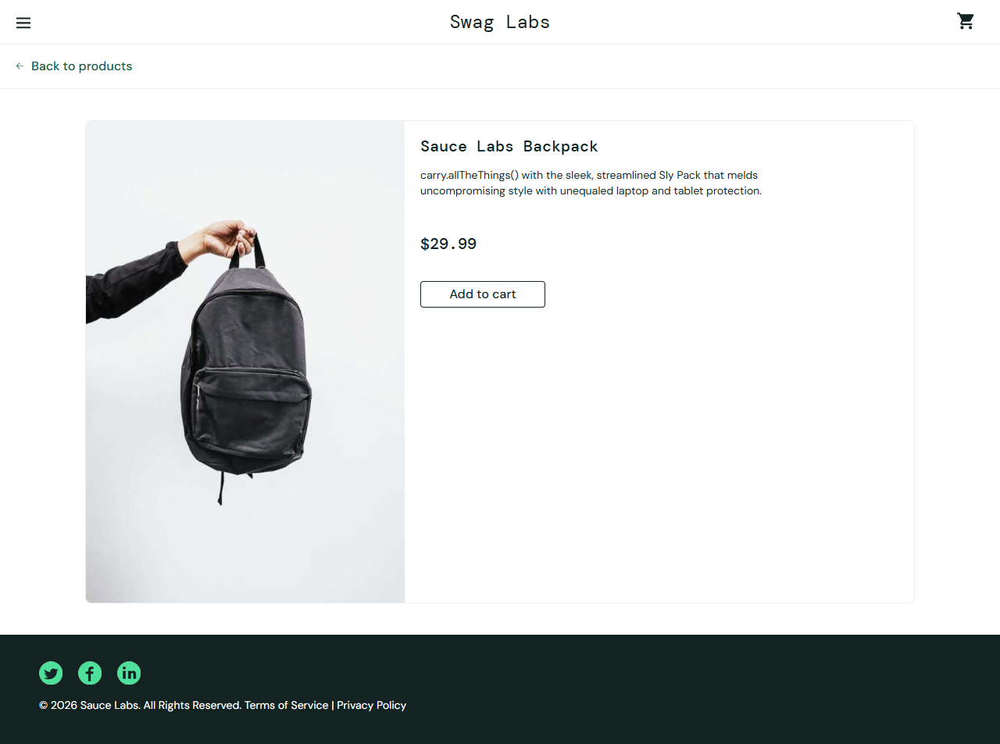 Swag Labs
Back to products
Sauce Labs Backpack
carry.allTheThings() with the sleek, streamlined Sly Pack that melds
uncompromising style with unequaled laptop and tablet protection.
$29.99
Add to cart
© 2026 Sauce Labs. All Rights Reserved. Terms of Service | Privacy Policy